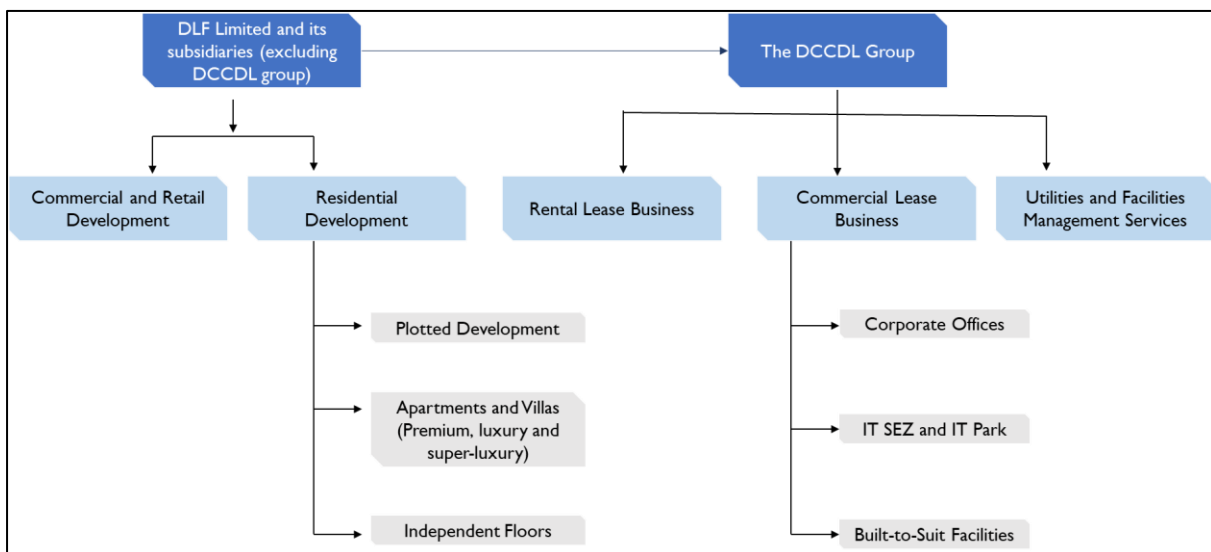 DLF Limited and its
subsidiaries (excluding
DCCDL group)
The DCCDL Group
Commercial and Retail
Development
Residential
Development
Rental Lease Business
Commercial Lease
Business
Utilities and Facilities
Management Services
Plotted Development
Apartments and Villas
(Premium, luxury and
super-luxury)
Independent Floors
Corporate Offices
IT SEZ and IT Park
Built-to-Suit Facilities